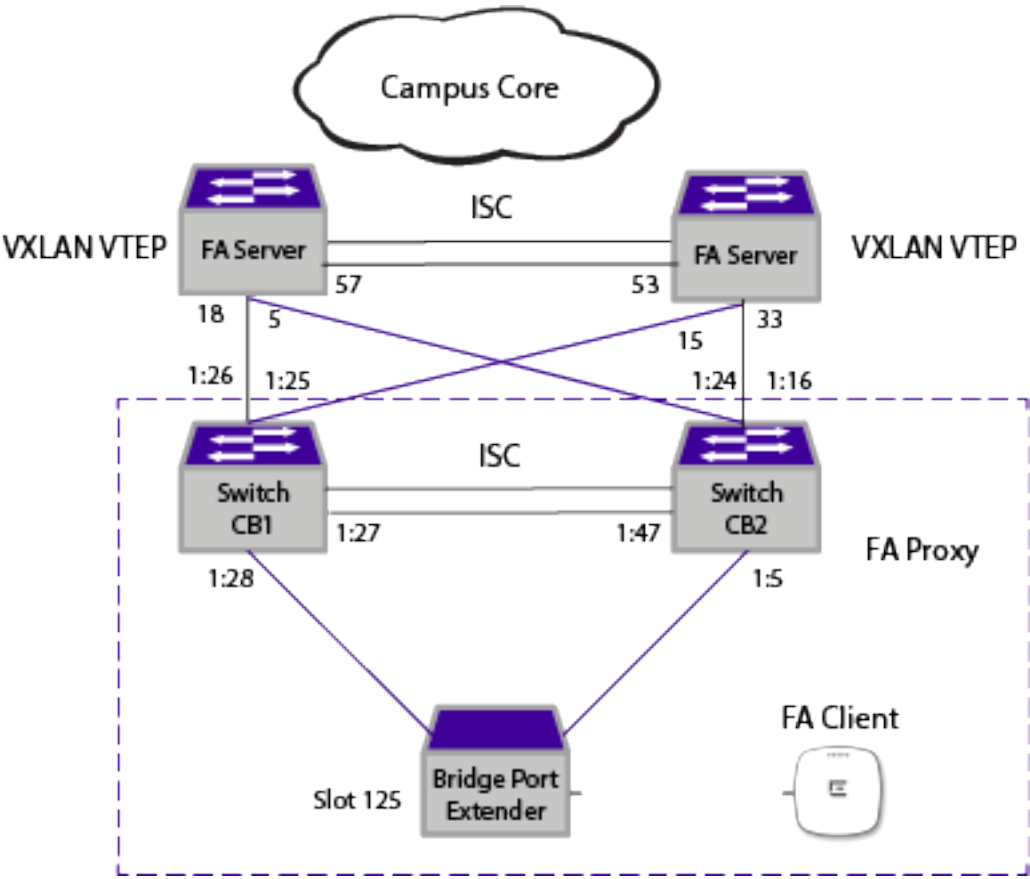 Campus Core
ISC
VXLAN VTEP
FA Server
FA Server
VXLAN VTEP
57
53
18
5
15
33
1:26
1:25
1:24
1:16
ISC
Switch
CB1
Switch
CB2
1:27
1:47
FA Proxy
1:28
1:5
FA Client
Slot 125
Bridge Port
Extender